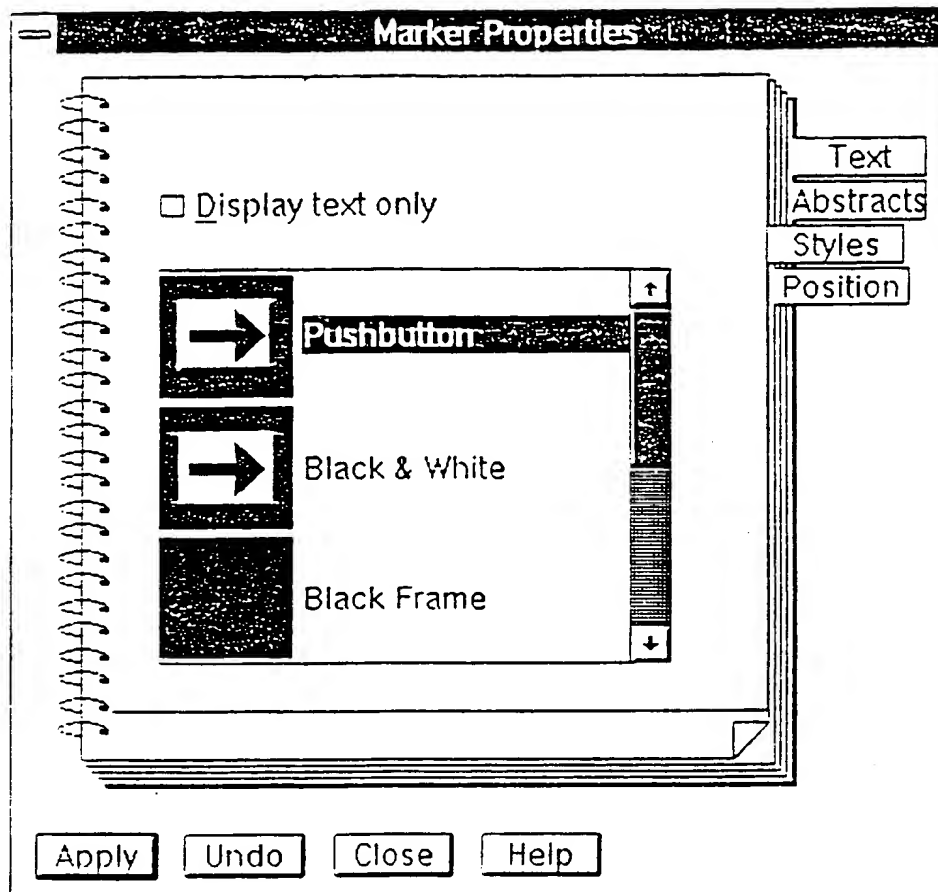 Marker Properties
Text
Abstracts
Styles
Position
Display text only
Pushbutton
Black & White
Black Frame
Apply Undo Close Help